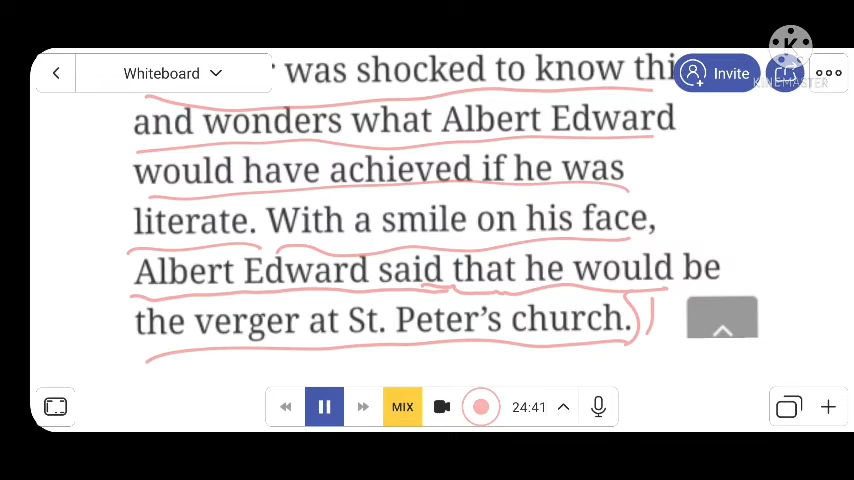 Whiteboard
was shocked to know thi
Invite
KINEMASTER
and wonders what Albert Edward
would have achieved if he was
literate. With a smile on his face,
Albert Edward said that he would be
the verger at St. Peter's church.
MIX
24:41